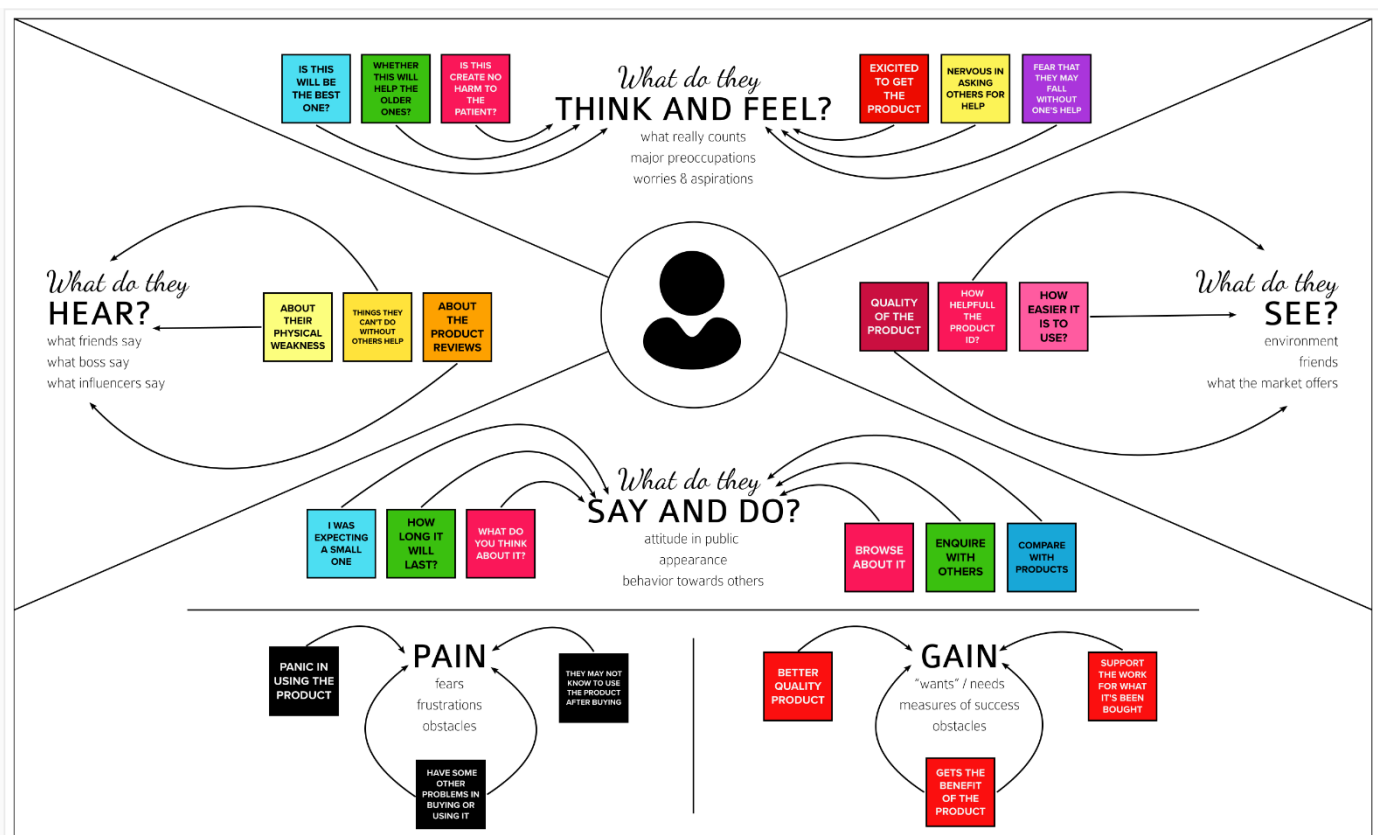 IS THIS
WILL BE
THE BEST
ONE?
WHETHER
THIS WILL
HELP THE
OLDER
ONES?
IS THIS
CREATE NO
HARM TO
THE
PATIENT?
What do they
THINK AND FEEL?
what really counts
major preoccupations
worries & aspirations
EXICITED
TO GET
THE
PRODUCT
NERVOUS IN
ASKING
OTHERS FOR
HELP
FEAR THAT
THEY MAY
FALL
WITHOUT
ONE'S HELP
What do they
HEAR?
what friends say
what boss say
what influencers say
ABOUT
THEIR
PHYSICAL
WEAKNESS
THINGS THEY
CAN'T DO
WITHOUT
OTHERS HELP
ABOUT
THE
PRODUCT
REVIEWS
QUALITY
OF THE
PRODUCT
HOW
HELPFULL
THE
PRODUCT
ID?
HOW
EASIER IT
IS TO
USE?
What do they
SEE?
environment
friends
what the market offers
I WAS
EXPECTING
A SMALL
ONE
HOW
LONG IT
WILL
LAST?
WHAT DO
YOU THINK
ABOUT IT?
What do they
SAY AND DO?
attitude in public
appearance
behavior towards others
BROWSE
ABOUT IT
ENQUIRE
WITH
OTHERS
COMPARE
WITH
PRODUCTS
PANIC IN
USING THE
PRODUCT
PAIN
fears
frustrations
obstacles
THEY MAY NOT
KNOW TO USE
THE PRODUCT
AFTER BUYING
HAVE SOME
OTHER
PROBLEMS IN
BUYING OR
USING IT
BETTER
QUALITY
PRODUCT
GAIN
"wants" / needs
measures of success
obstacles
SUPPORT
THE WORK
FOR WHAT
IT'S BEEN
BOUGHT
GETS THE
BENEFIT
OF THE
PRODUCT